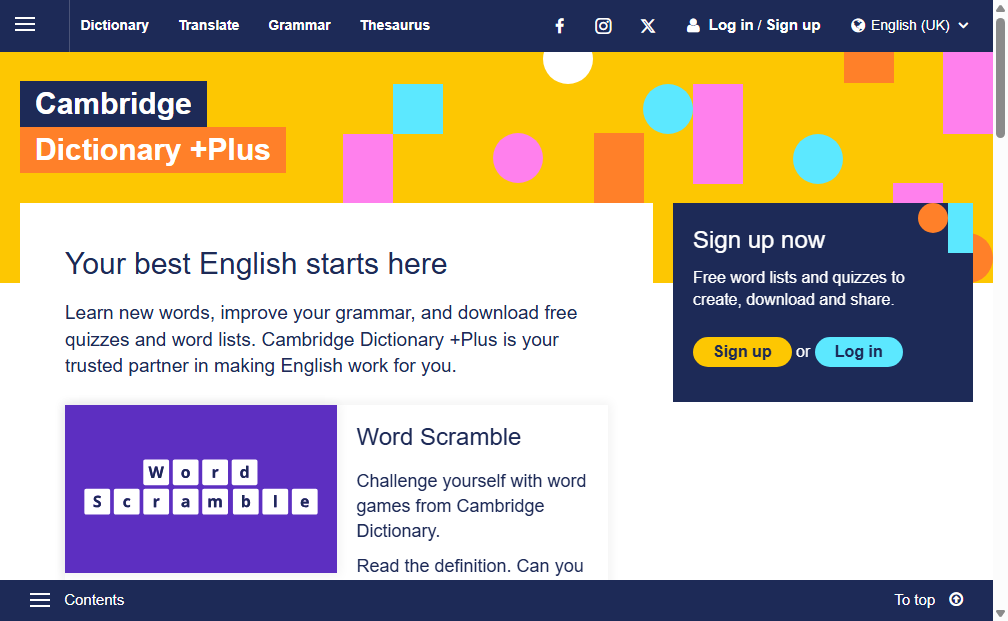 Dictionary Translate Grammar Thesaurus Log in / Sign up English (UK)
Cambridge
Dictionary +Plus
Your best English starts here
Learn new words, improve your grammar, and download free
quizzes and word lists. Cambridge Dictionary +Plus is your
trusted partner in making English work for you.
Word
Scramble
Word Scramble
Challenge yourself with word
games from Cambridge
Dictionary.
Read the definition. Can you
Sign up now
Free word lists and quizzes to
create, download and share.
Sign up or Log in
Contents To top